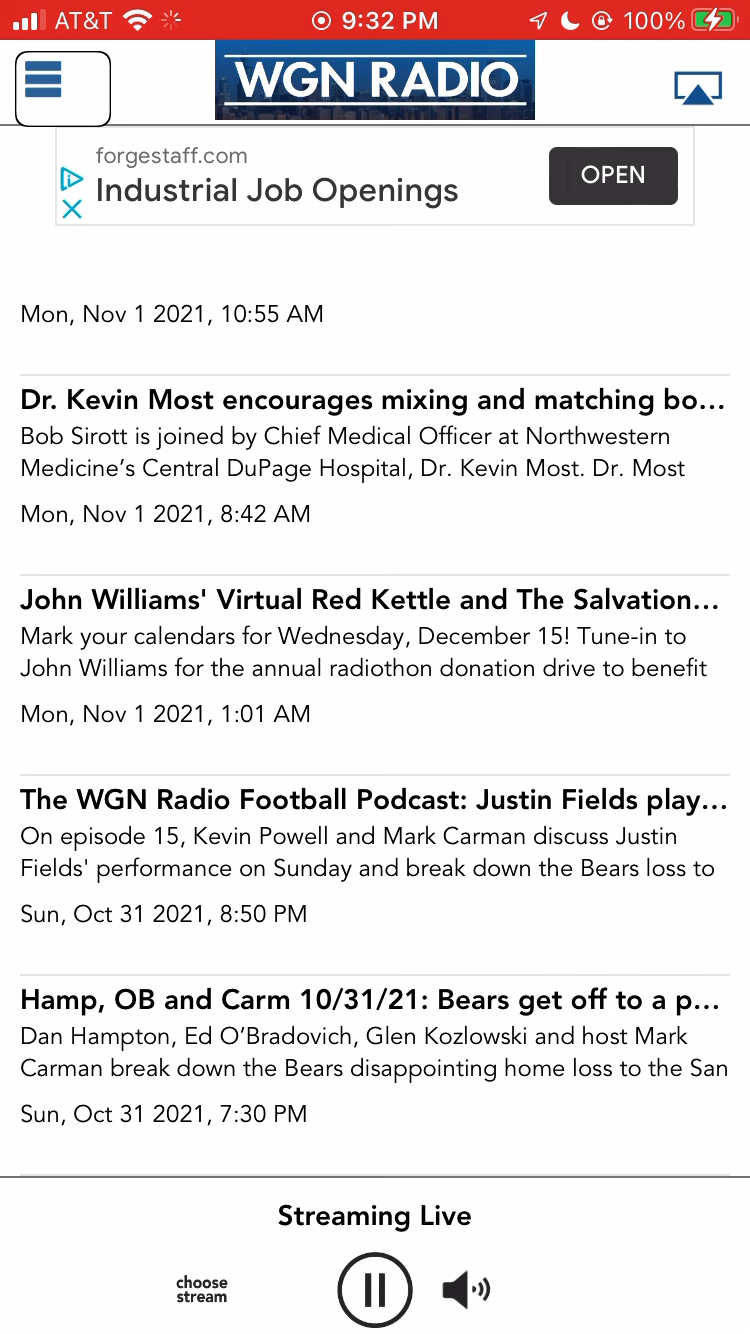 AT&T 9:32 PM 100%
WGN RADIO
forgestaff.com
Industrial Job Openings
OPEN
Mon, Nov 1 2021, 10:55 AM
Dr. Kevin Most encourages mixing and matching bo...
Bob Sirott is joined by Chief Medical Officer at Northwestern
Medicine’s Central DuPage Hospital, Dr. Kevin Most. Dr. Most
Mon, Nov 1 2021, 8:42 AM
John Williams' Virtual Red Kettle and The Salvation...
Mark your calendars for Wednesday, December 15! Tune-in to
John Williams for the annual radiothon donation drive to benefit
Mon, Nov 1 2021, 1:01 AM
The WGN Radio Football Podcast: Justin Fields play...
On episode 15, Kevin Powell and Mark Carman discuss Justin
Fields' performance on Sunday and break down the Bears loss to
Sun, Oct 31 2021, 8:50 PM
Hamp, OB and Carm 10/31/21: Bears get off to a p...
Dan Hampton, Ed O’Bradovich, Glen Kozlowski and host Mark
Carman break down the Bears disappointing home loss to the San
Sun, Oct 31 2021, 7:30 PM
Streaming Live
choose
stream